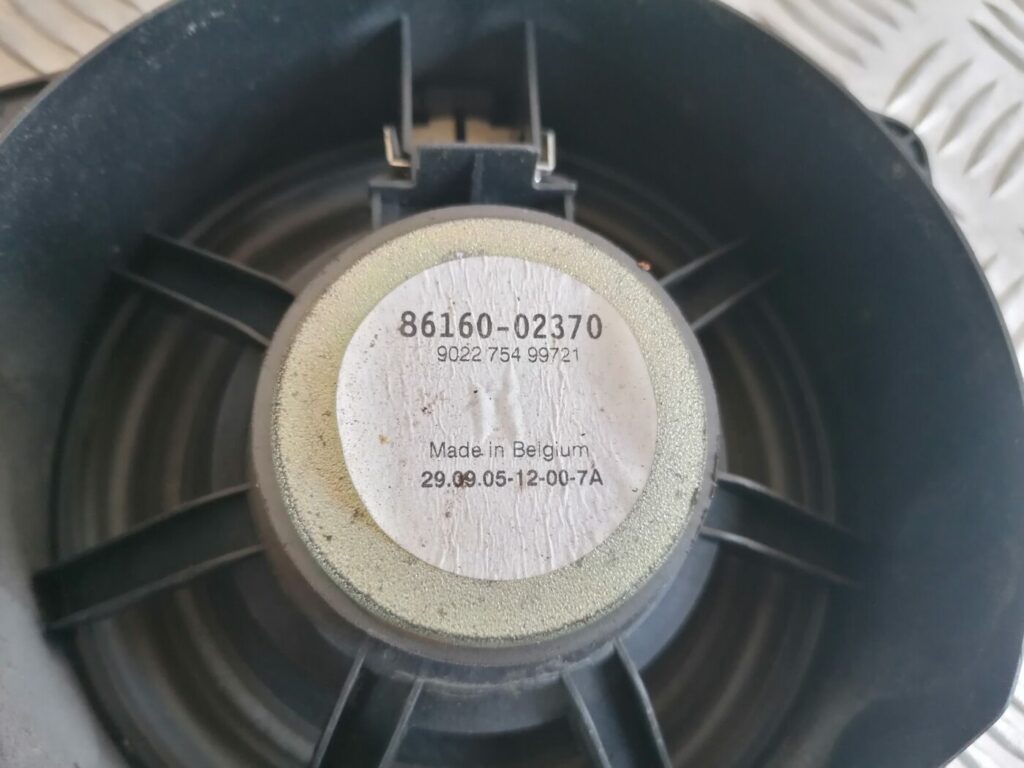 86160-02370
9022 754 99721
Made in Belgium
29.09.05-12-00-7A